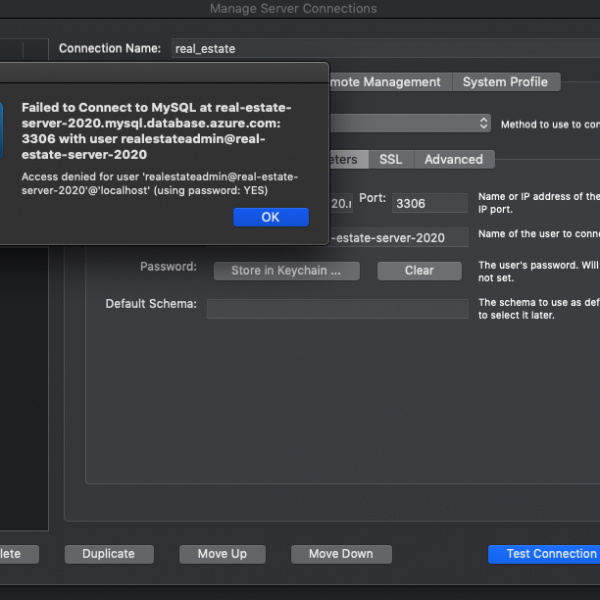 Manage Server Connections
Connection Name: real_estate
mote Management System Profile
Failed to Connect to MySQL at real-estate-
server-2020.mysql.database.azure.com:
3306 with user realestateadmin@real-
estate-server-2020
Access denied for user 'realestateadmin@real-estate-
server-2020'@'localhost' (using password: YES)
OK
Method to use to con
eters SSL Advanced
20.r Port: 3306 Name or IP address of the
IP port.
-estate-server-2020 Name of the user to conne
Password: Store in Keychain ... Clear The user's password. Will
not set.
Default Schema: The schema to use as def
to select it later.
lete Duplicate Move Up Move Down Test Connection